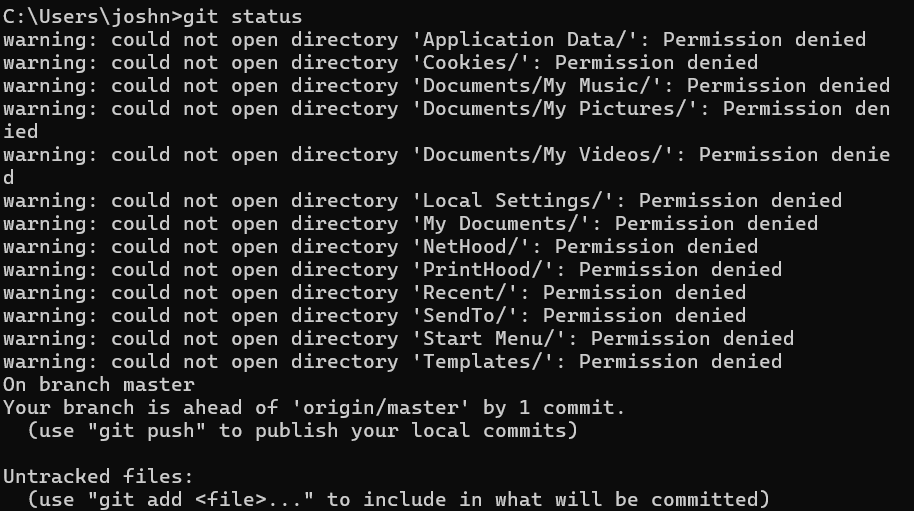 C:\Users\joshn>git status
warning: could not open directory 'Application Data/': Permission denied
warning: could not open directory 'Cookies/': Permission denied
warning: could not open directory 'Documents/My Music/': Permission denied
warning: could not open directory 'Documents/My Pictures/': Permission den
ied
warning: could not open directory 'Documents/My Videos/': Permission denie
d
warning: could not open directory 'Local Settings/': Permission denied
warning: could not open directory 'My Documents/': Permission denied
warning: could not open directory 'NetHood/': Permission denied
warning: could not open directory 'PrintHood/': Permission denied
warning: could not open directory 'Recent/': Permission denied
warning: could not open directory 'SendTo/': Permission denied
warning: could not open directory 'Start Menu/': Permission denied
warning: could not open directory 'Templates/': Permission denied
On branch master
Your branch is ahead of 'origin/master' by 1 commit.
  (use "git push" to publish your local commits)

Untracked files:
  (use "git add <file>..." to include in what will be committed)